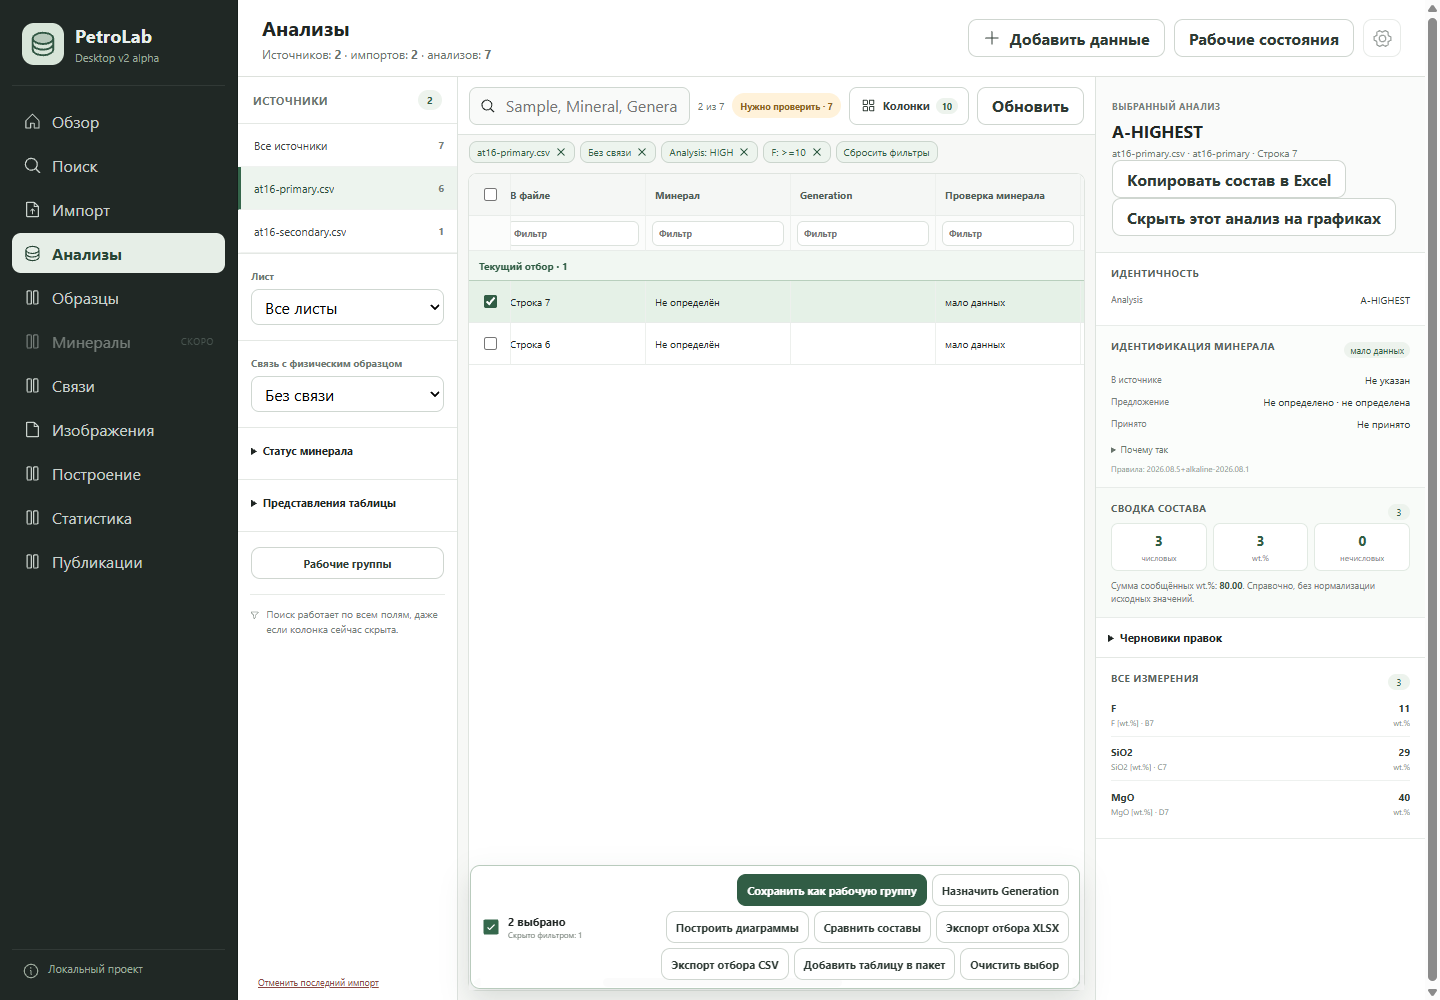 PetroLab
Desktop v2 alpha
Обзор
Поиск
Импорт
Анализы
Образцы
Минералы СКОРО
Связи
Изображения
Построение
Статистика
Публикации
Локальный проект
Анализы
Источников: 2 · импортов: 2 · анализов: 7
Добавить данные
Рабочие состояния
ИСТОЧНИКИ 2
Все источники 7
at16-primary.csv 6
at16-secondary.csv 1
Лист
Все листы
Связь с физическим образцом
Без связи
Статус минерала
Представления таблицы
Рабочие группы
Поиск работает по всем полям, даже
если колонка сейчас скрыта.
Отменить последний импорт
Sample, Mineral, Genera
2 из 7
Нужно проверить · 7
Колонки 10
Обновить
at16-primary.csv
Без связи
Analysis: HIGH
F: >=10
Сбросить фильтры
В файле Минерал Generation Проверка минерала
Фильтр Фильтр Фильтр Фильтр
Текущий отбор · 1
Строка 7 Не определён мало данных
Строка 6 Не определён мало данных
2 выбрано
Скрыто фильтром: 1
Сохранить как рабочую группу
Назначить Generation
Построить диаграммы
Сравнить составы
Экспорт отбора XLSX
Экспорт отбора CSV
Добавить таблицу в пакет
Очистить выбор
ВЫБРАННЫЙ АНАЛИЗ
A-HIGHEST
at16-primary.csv · at16-primary · Строка 7
Копировать состав в Excel
Скрыть этот анализ на графиках
ИДЕНТИЧНОСТЬ
Analysis A-HIGHEST
ИДЕНТИФИКАЦИЯ МИНЕРАЛА мало данных
В источнике Не указан
Предложение Не определено · не определена
Принято Не принято
Почему так
Правила: 2026.08.5+alkaline-2026.08.1
СВОДКА СОСТАВА 3
3 3 0
числовых wt.% нечисловых
Сумма сообщённых wt.%: 80.00. Справочно, без нормализации
исходных значений.
Черновики правок
ВСЕ ИЗМЕРЕНИЯ 3
F 11
F [wt.%] · B7 wt.%
SiO2 29
SiO2 [wt.%] · C7 wt.%
MgO 40
MgO [wt.%] · D7 wt.%